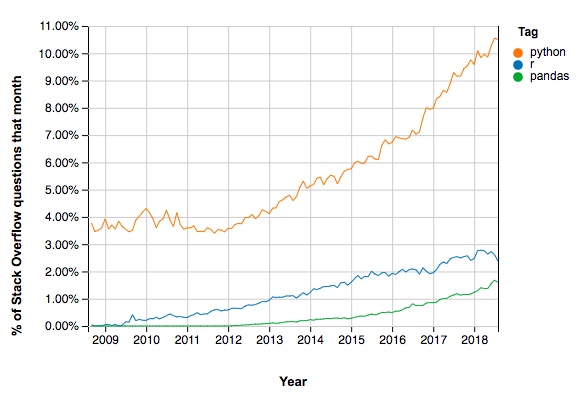 % of Stack Overflow questions that month
11.00%
10.00%
9.00%
8.00%
7.00%
6.00%
5.00%
4.00%
3.00%
2.00%
1.00%
0.00%
2009 2010 2011 2012 2013 2014 2015 2016 2017 2018
Year
Tag
python
r
pandas